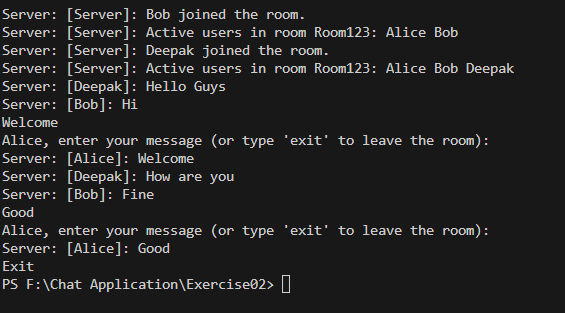 Server: [Server]: Bob joined the room.
Server: [Server]: Active users in room Room123: Alice Bob
Server: [Server]: Deepak joined the room.
Server: [Server]: Active users in room Room123: Alice Bob Deepak
Server: [Deepak]: Hello Guys
Server: [Bob]: Hi
Welcome
Alice, enter your message (or type 'exit' to leave the room):
Server: [Alice]: Welcome
Server: [Deepak]: How are you
Server: [Bob]: Fine
Good
Alice, enter your message (or type 'exit' to leave the room):
Server: [Alice]: Good
Exit
PS F:\Chat Application\Exercise02>